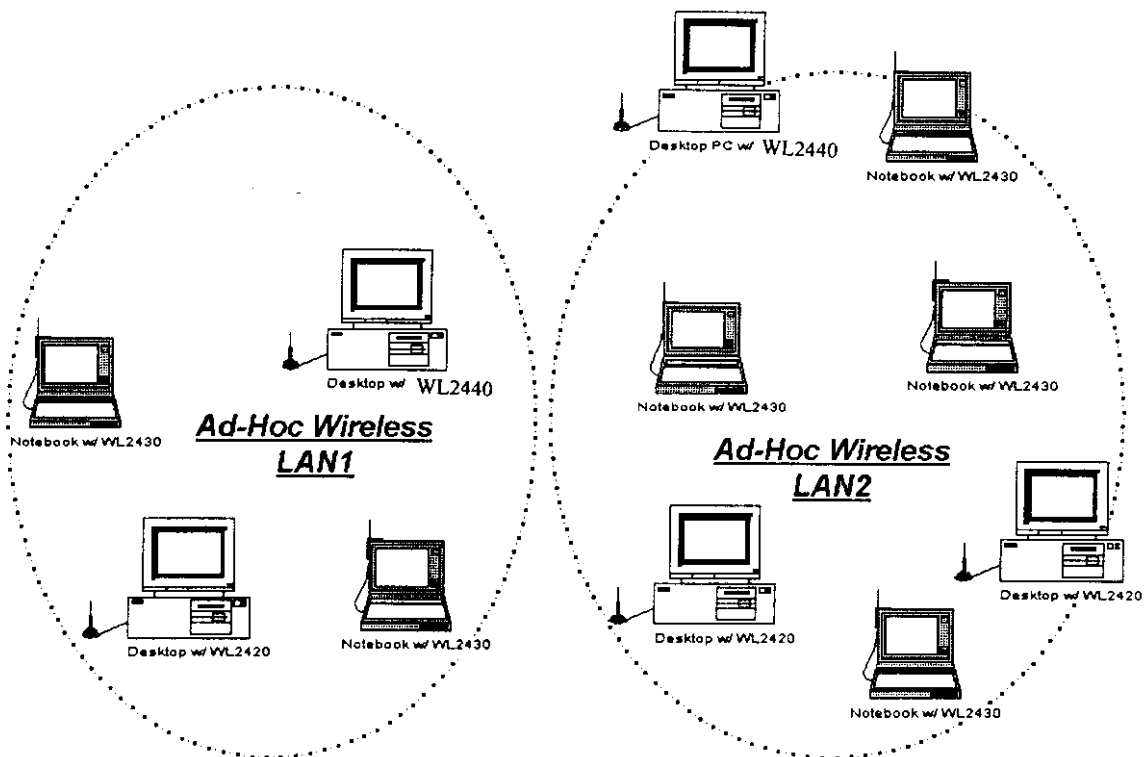 Desktop PC w/ WL2440
Notebook w/ WL2430
Desktop w/ WL2440
Notebook w/ WL2430
Notebook w/ WL2430
Notebook w/ WL2430
Ad-Hoc Wireless
LAN1
Ad-Hoc Wireless
LAN2
Desktop w/ WL2420
Notebook w/ WL2430
Desktop w/ WL2420
Desktop w/ WL2420
Notebook w/ WL2430